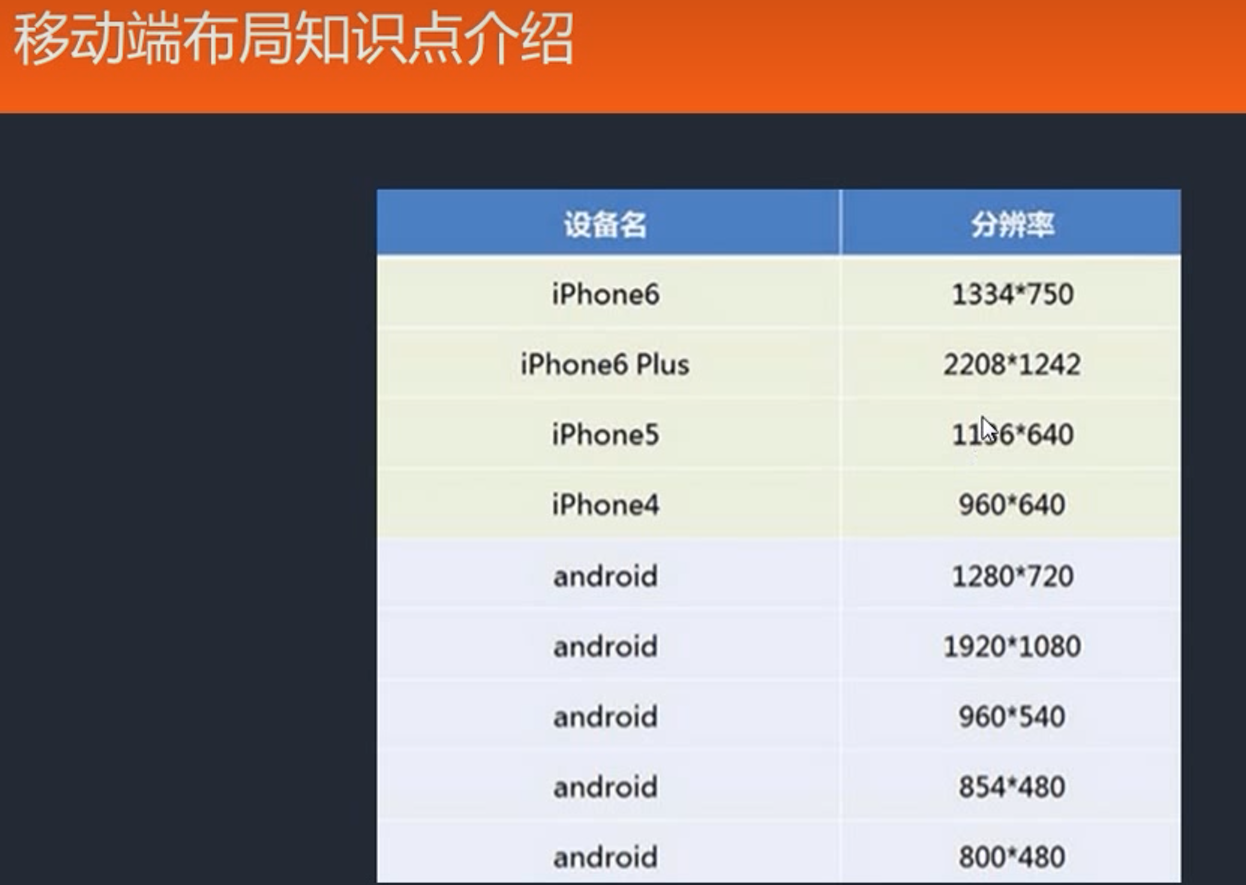 移动端布局知识点介绍
设备名 分辨率
iPhone6 1334*750
iPhone6 Plus 2208*1242
iPhone5
iPhone4 960*640
android 1280*720
android 1920*1080
android 960*540
android 854*480
android 800*480